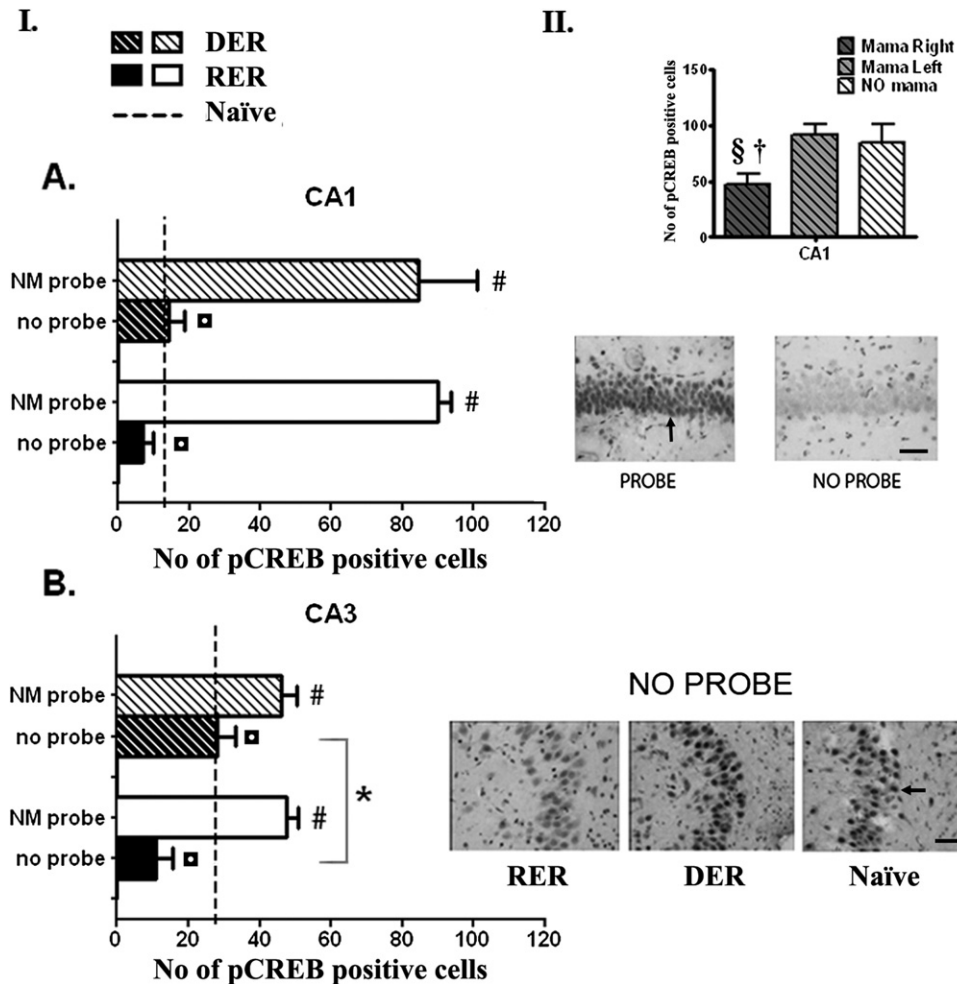 I.
DER
RER
Naïve
A.
CA1
NM probe
#
no probe
NM probe
#
no probe
0 20 40 60 80 100 120
No of pCREB positive cells
B.
CA3
NM probe
#
no probe
*
NM probe
#
no probe
0 20 40 60 80 100 120
No of pCREB positive cells
II.
Mama Right
Mama Left
NO mama
No of pCREB positive cells
150
100
50
0
§ †
CA1
PROBE
NO PROBE
NO PROBE
RER
DER
Naïve